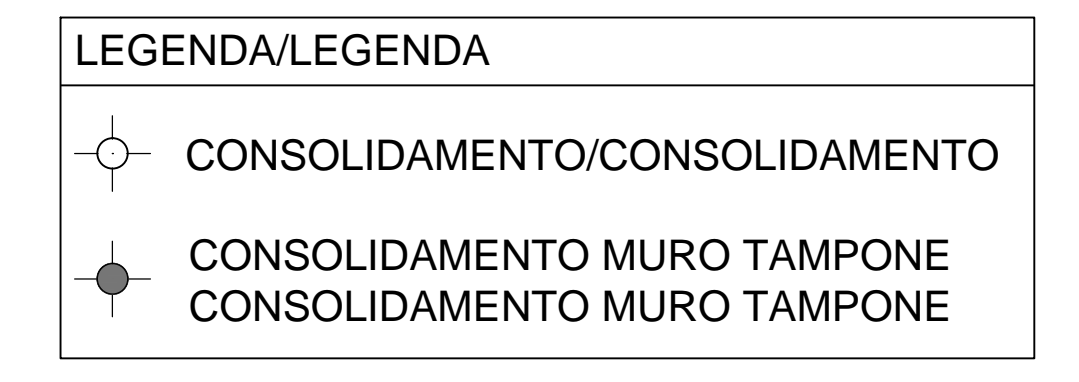 LEGENDA/LEGENDA
CONSOLIDAMENTO/CONSOLIDAMENTO
CONSOLIDAMENTO MURO TAMPONE
CONSOLIDAMENTO MURO TAMPONE